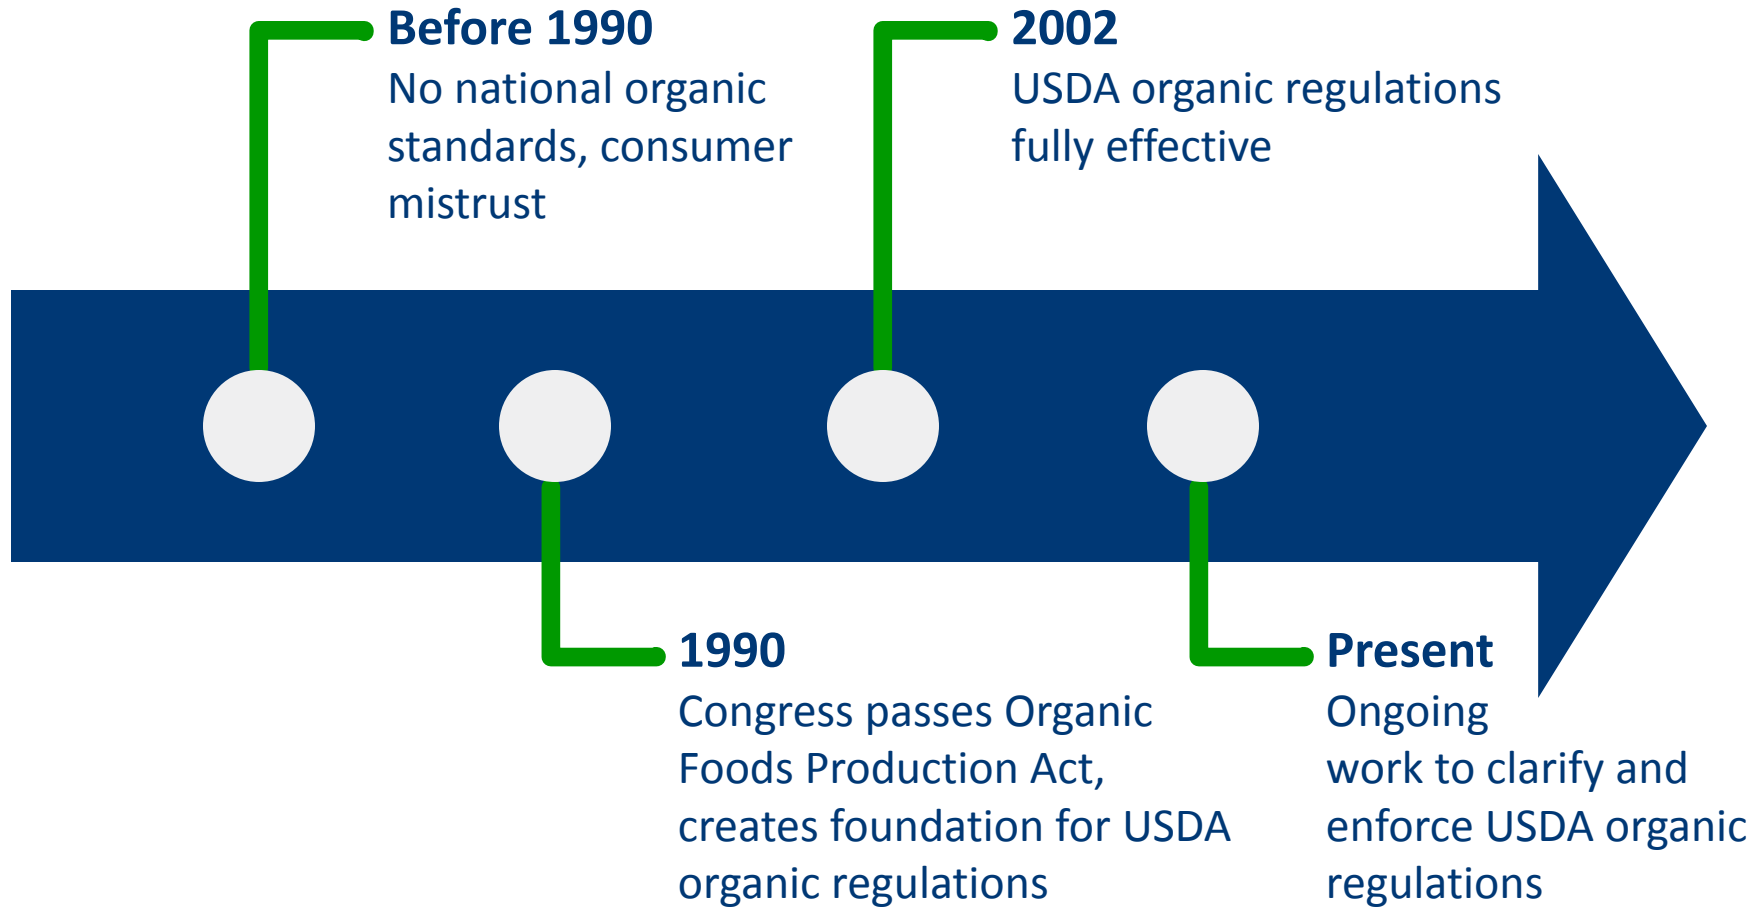 Before 1990
No national organic
standards, consumer
mistrust
1990
Congress passes Organic
Foods Production Act,
creates foundation for USDA
organic regulations
2002
USDA organic regulations
fully effective
Present
Ongoing
work to clarify and
enforce USDA organic
regulations